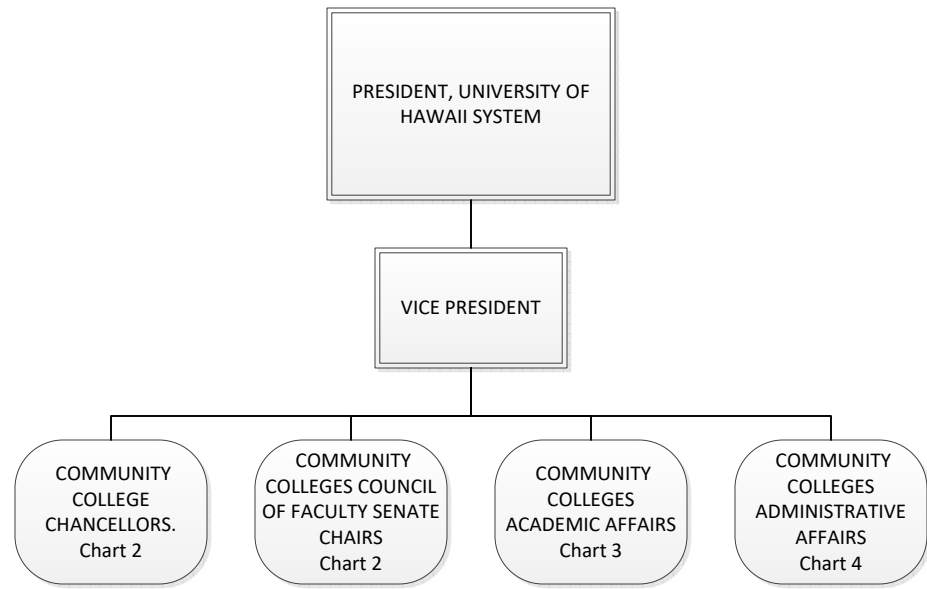 PRESIDENT, UNIVERSITY OF
HAWAII SYSTEM
VICE PRESIDENT
COMMUNITY
COLLEGE
CHANCELLORS.
Chart 2
COMMUNITY
COLLEGES COUNCIL
OF FACULTY SENATE
CHAIRS
Chart 2
COMMUNITY
COLLEGES
ACADEMIC AFFAIRS
Chart 3
COMMUNITY
COLLEGES
ADMINISTRATIVE
AFFAIRS
Chart 4